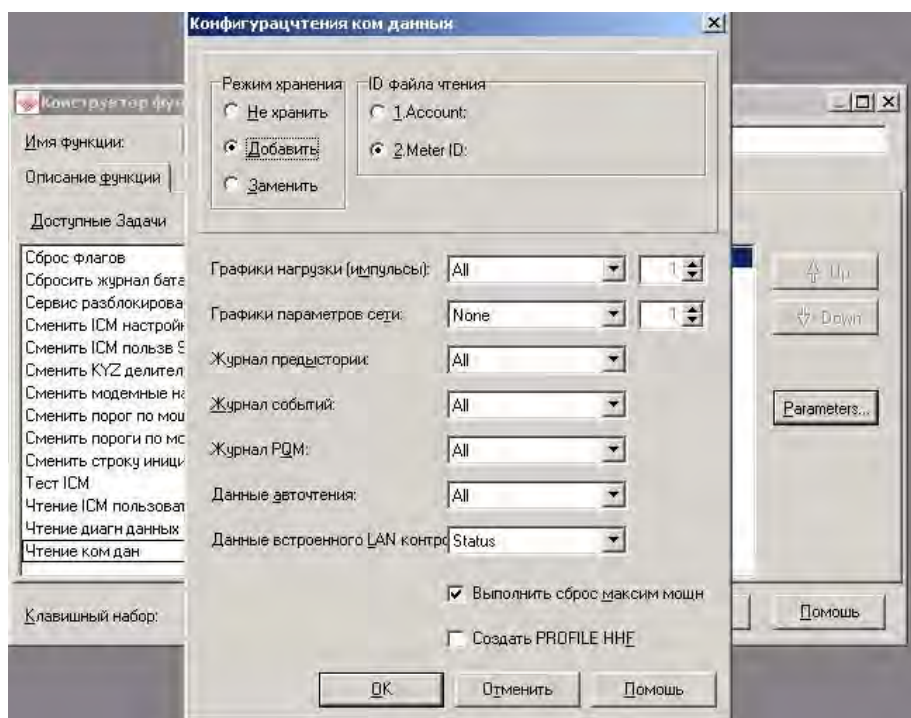 Конфигурацчтения ком данных
Режим хранения
Не хранить
Добавить
Заменить
ID файла чтения
1.Account:
2.Meter ID:
Графики нагрузки (импульсы):
All
1
Графики параметров сети:
None
1
Журнал предыстории:
All
Журнал событий:
All
Журнал PQM:
All
Данные авточтения:
All
Данные встроенного LAN контро
Status
Выполнить сброс максим мощн
Создать PROFILE HHF
OK
Отменить
Помошь
Конструктор фун
Имя функции:
Описание функции
Доступные Задачи
Сброс флагов
Сбросить журнал бата
Сервис разблокирова
Сменить ICM настройк
Сменить ICM пользв S
Сменить KYZ делител
Сменить модемные на
Сменить порог по мощ
Сменить пороги по мо
Сменить строку иници
Тест ICM
Чтение ICM пользоват
Чтение диагн данных
Чтение ком дан
Up
Down
Parameters...
Клавишный набор:
Помошь